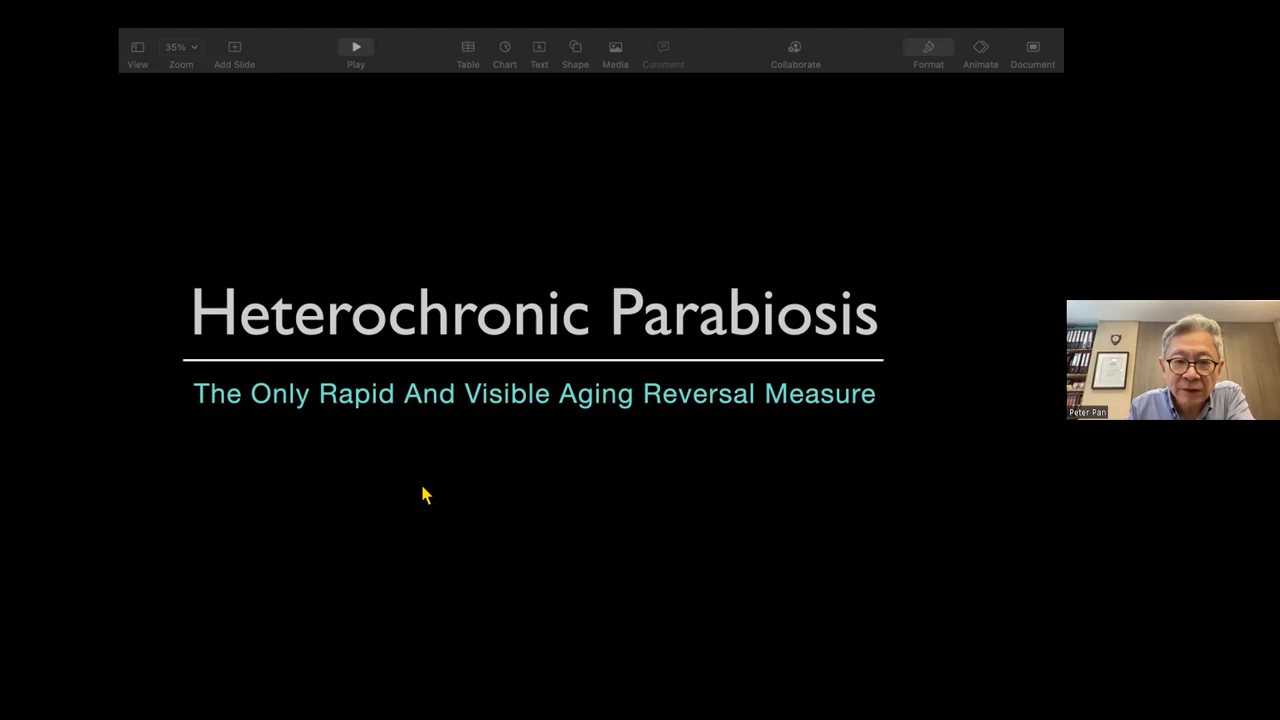 35%
View
Zoom
Add Slide
Play
Table
Chart
Text
Shape
Media
Comment
Collaborate
Format
Animate
Document
Heterochronic Parabiosis
The Only Rapid And Visible Aging Reversal Measure
Peter Pan